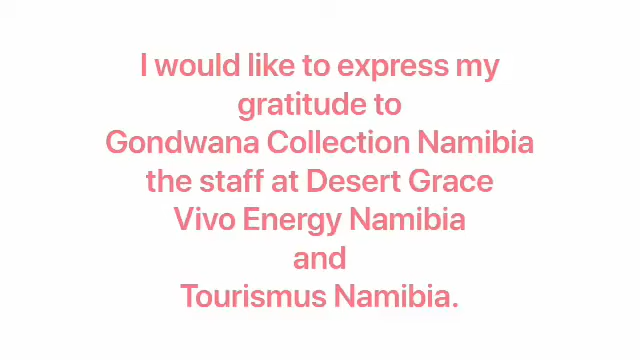 I would like to express my
gratitude to
Gondwana Collection Namibia
the staff at Desert Grace
Vivo Energy Namibia
and
Tourismus Namibia.